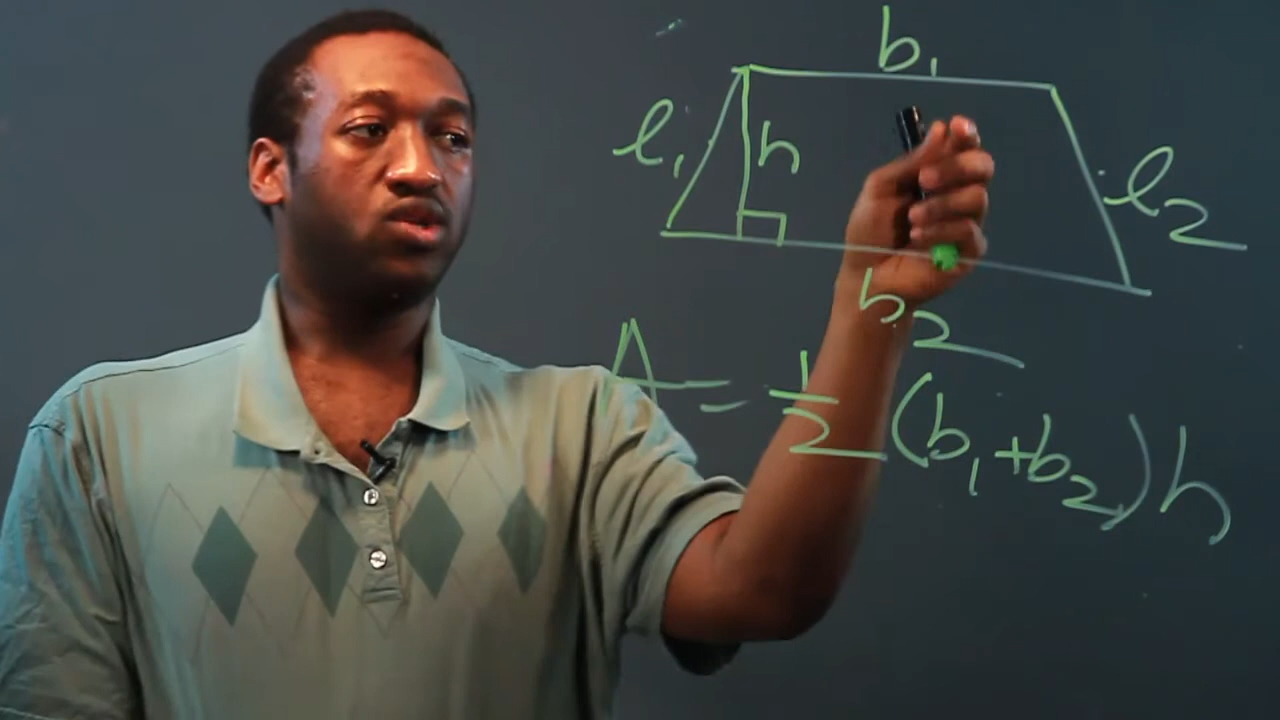 b₁
l₁ h l₂
b₂
A = 1/2 (b₁+b₂)h